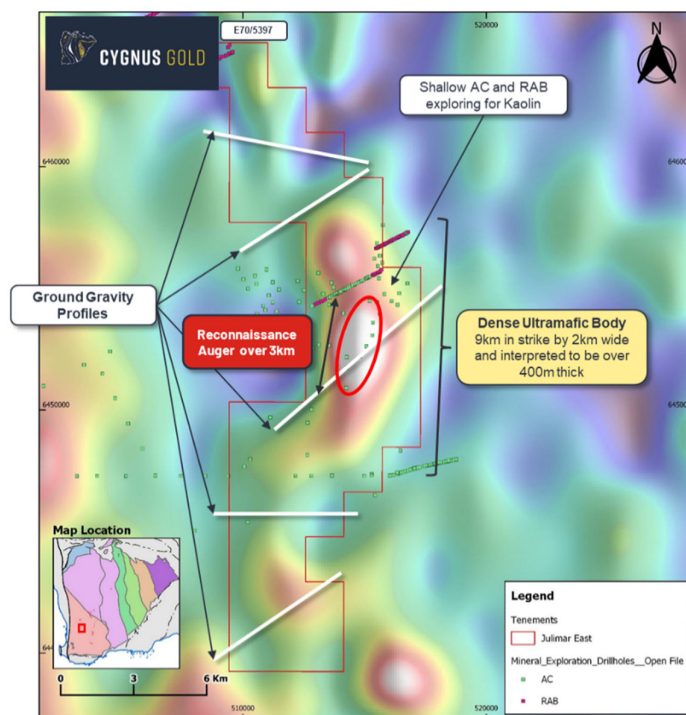 E70/5397
520000
N
CYGNUS GOLD
Shallow AC and RAB
exploring for Kaolin
6460000
Ground Gravity
Profiles
Reconnaissance
Auger over 3km
Dense Ultramafic Body
9km in strike by 2km wide
and interpreted to be over
400m thick
6450000
6450000
Map Location
Legend
Tenements
Julimar East
Mineral_Exploration_Drillholes__Open File
AC
RAB
0 3 6 Km
510000
520000